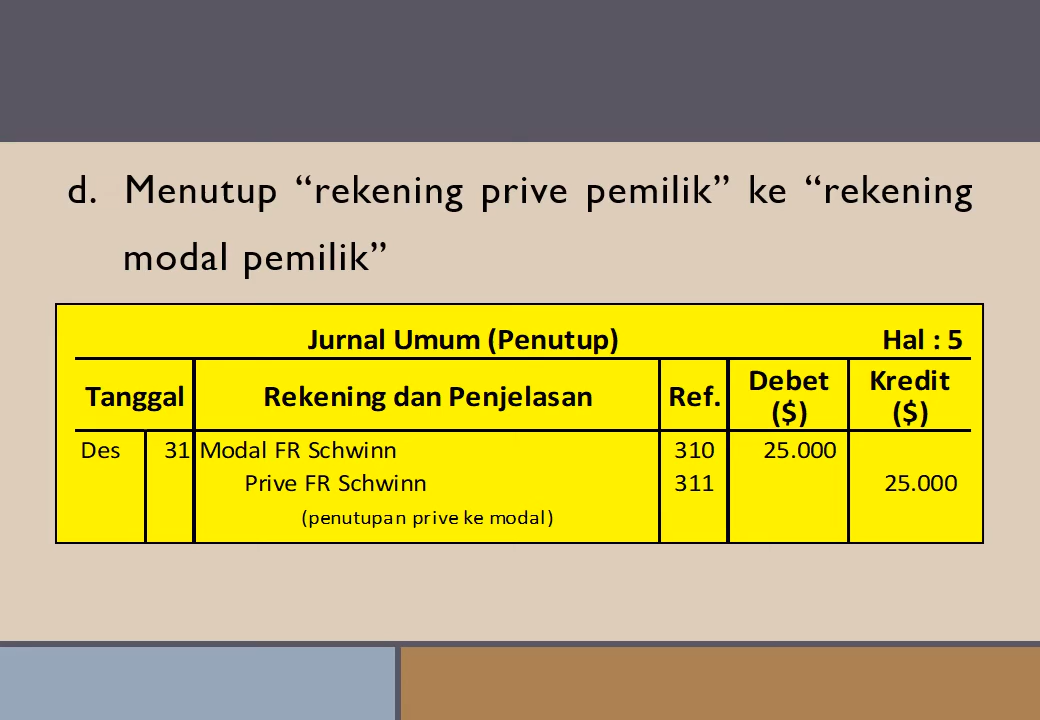 d. Menutup “rekening prive pemilik” ke “rekening
modal pemilik”
Jurnal Umum (Penutup) Hal : 5
Tanggal Rekening dan Penjelasan Ref. Debet ($) Kredit ($)
Des 31 Modal FR Schwinn 310 25.000
Prive FR Schwinn 311 25.000
(penutupan prive ke modal)